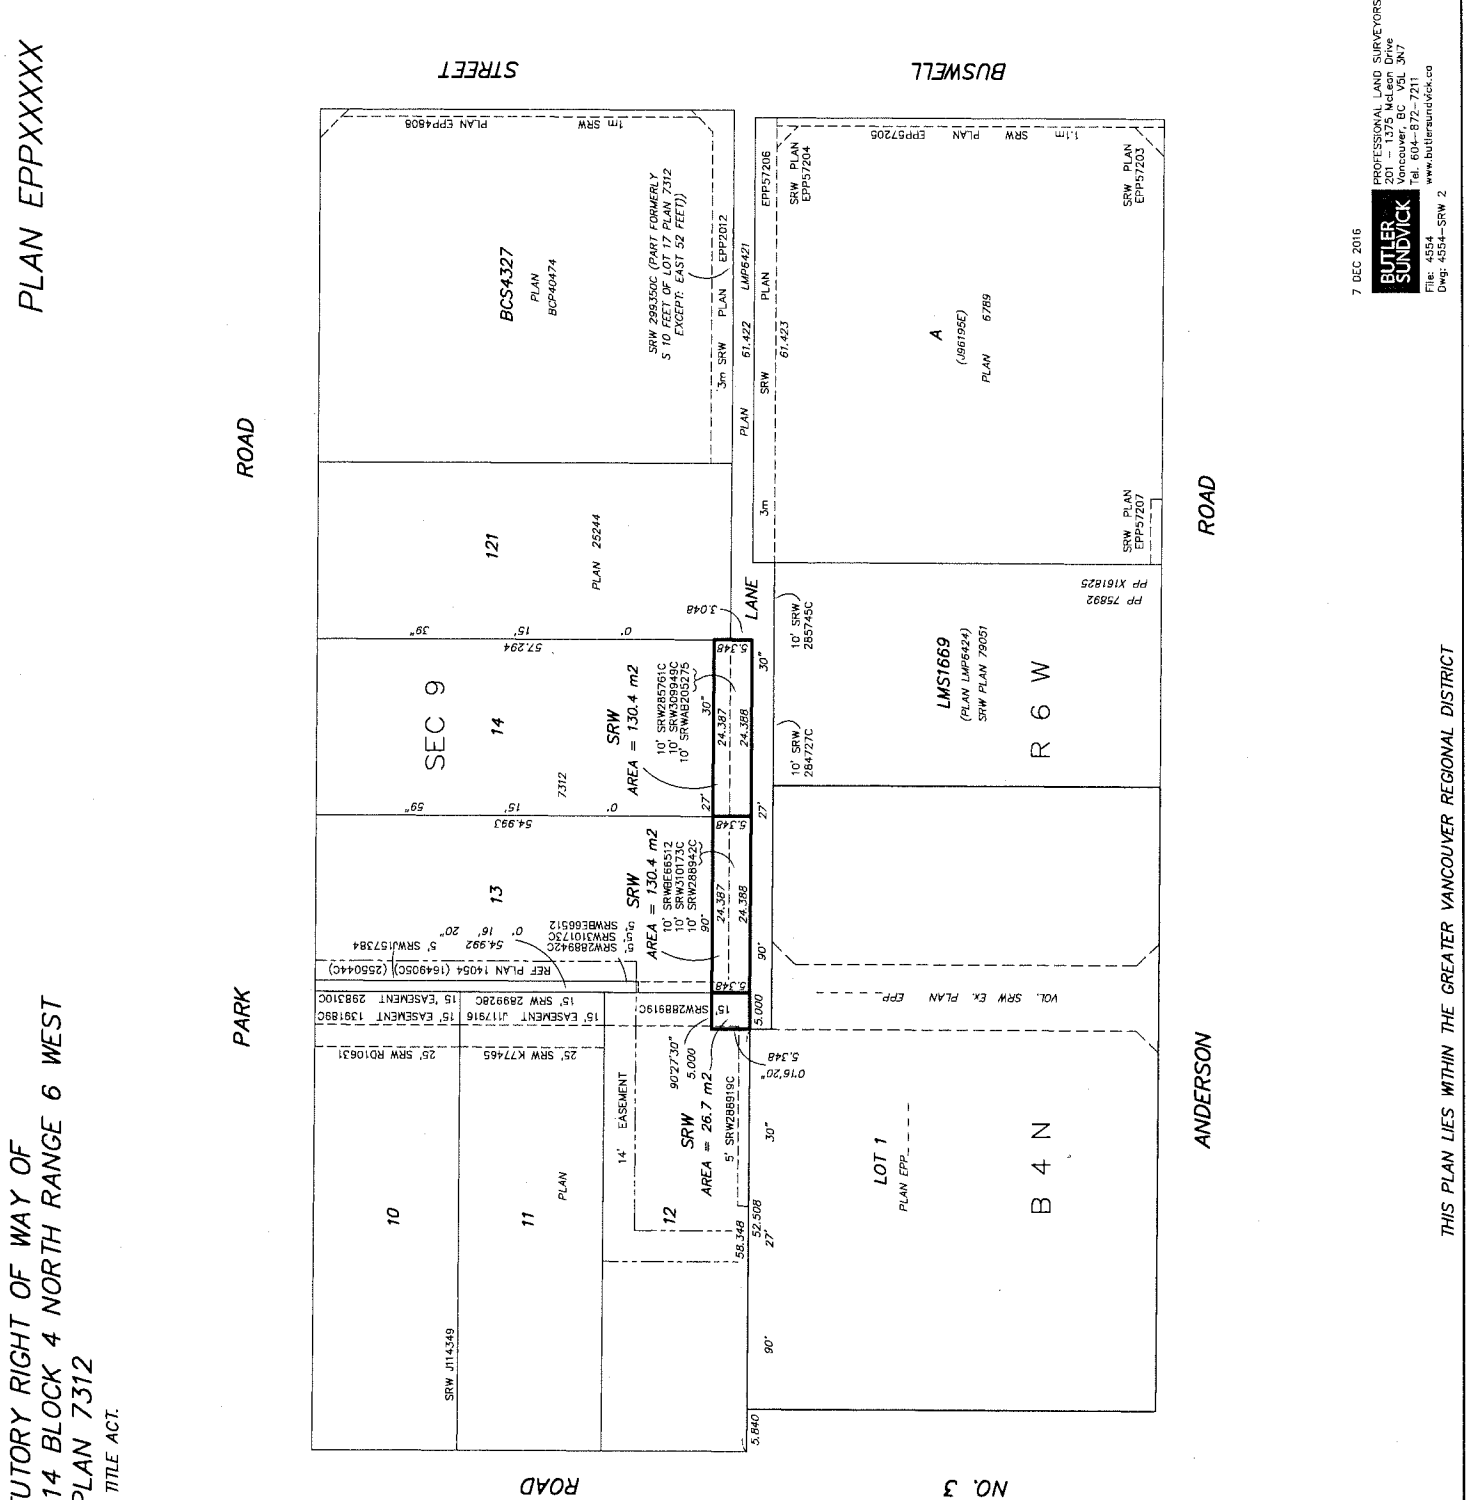 PLAN EPPXXXX
UTORY RIGHT OF WAY OF
14 BLOCK 4 NORTH RANGE 6 WEST
PLAN 7312
TITLE ACT.
PARK
ROAD
STREET
BUSWELL
1m SRW
PLAN EPP4808
BCS4327
PLAN
BCP40474
SRW 299350C (PART FORMERLY
S 10 FEET OF LOT 17 PLAN 7312
EXCEPT: EAST 52 FEET))
3m SRW PLAN EPP2012
PLAN 61.422 LMP6421
3m SRW PLAN EPP57206
61.423
SRW PLAN
EPP57204
1.1m SRW PLAN EPP57205
SRW PLAN
EPP57203
A
(J96195E)
PLAN 6789
SRW PLAN
EPP57207
121
PLAN 25244
0' 15' 39"
57.294
3.048
LANE
SEC 9
14
7312
SRW
AREA = 130.4 m2
10' SRW285761C
10' SRW309949C
10' SRWAB205275
27' 30"
5.348
24.387
24.388
5.348
27' 30"
0' 15' 59"
54.993
13
SRW
AREA = 130.4 m2
10' SRWBE66512
10' SRW310173C
10' SRW288942C
90°
24.387
24.388
5.348
90°
5' SRWBE66512
5' SRW310173C
5' SRW288942C
0' 16' 20"
54.992
5' SRWJ157384
REF PLAN 14054 (164905C) (255044C)
15' EASEMENT 298310C
15' EASEMENT 139189C
15' SRW 289928C
15' EASEMENT J117916
25' SRW RD10631
25' SRW K77465
SRW288919C
15'
5.000
90°27'30"
5.000
5.348
0'16'20"
SRW
AREA = 26.7 m2
5' SRW288919C
14' EASEMENT
10
11
PLAN
12
SRW J114349
58.348
52.508
90° 27' 30"
5.840
10' SRW
285745C
10' SRW
284727C
LMS1669
(PLAN LMP6424)
SRW PLAN 79051
PP 75892
PP X161825
R 6 W
VOL. SRW EX. PLAN EPP
LOT 1
PLAN EPP
B 4 N
ANDERSON
ROAD
NO. 3
ROAD
7 DEC 2016
BUTLER
SUNDVICK
PROFESSIONAL LAND SURVEYORS
201 - 1375 McLean Drive
Vancouver, BC V5L 3N7
Tel. 604-872-7211
www.butlersundvick.ca
File: 4554
Dwg: 4554-SRW 2
THIS PLAN LIES WITHIN THE GREATER VANCOUVER REGIONAL DISTRICT